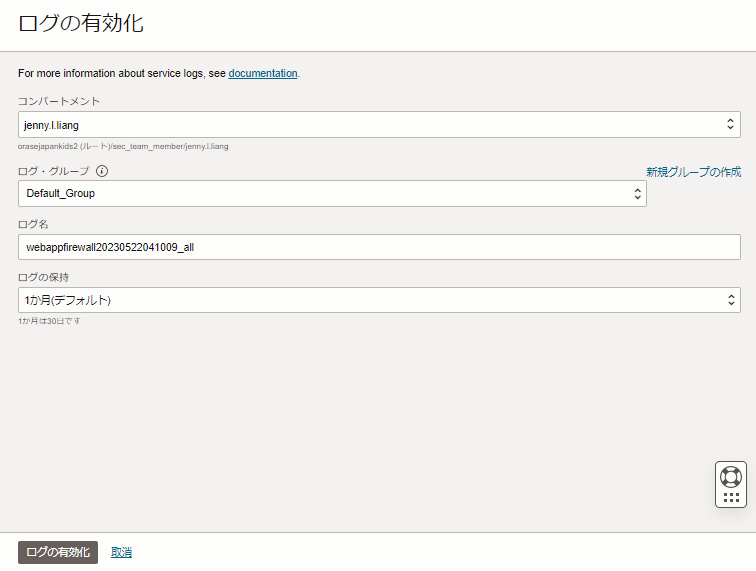 ログの有効化
For more information about service logs, see documentation.
コンパートメント
jenny.l.liang
orasejapankids2 (ルート)/sec_team_member/jenny.l.liang
ログ・グループ
新規グループの作成
Default_Group
ログ名
webappfirewall20230522041009_all
ログの保持
1か月(デフォルト)
1か月は30日です
ログの有効化 取消